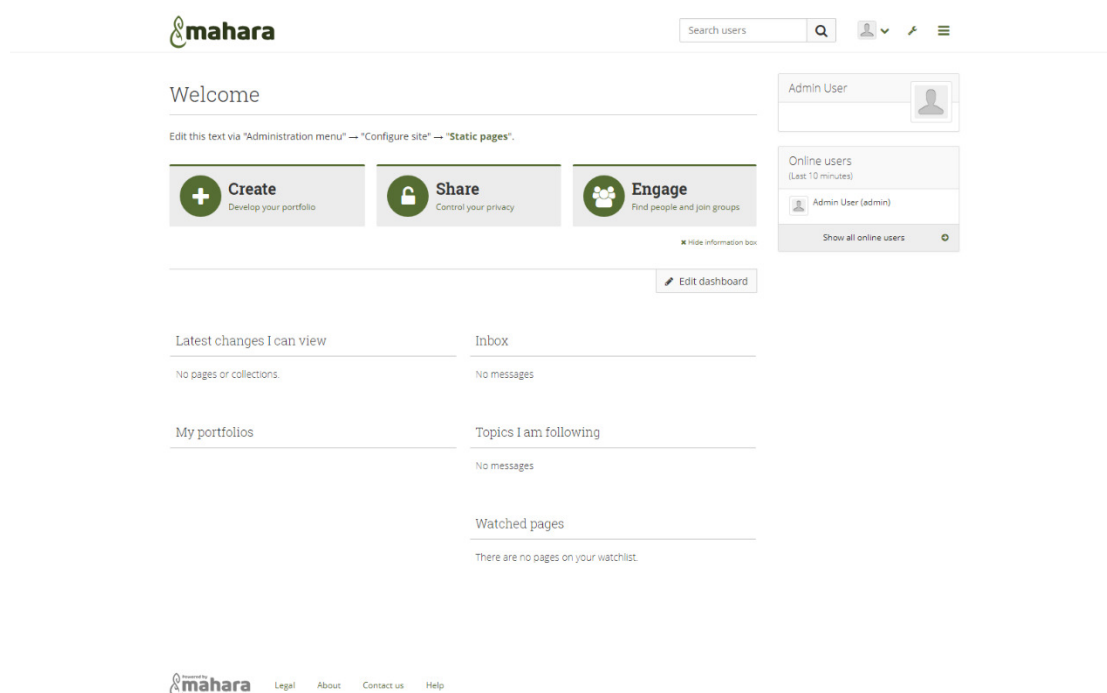 mahara
Search users
Welcome
Edit this text via "Administration menu" → "Configure site" → "Static pages".
Create
Develop your portfolio
Share
Control your privacy
Engage
Find people and join groups
✖ Hide information box
Edit dashboard
Latest changes I can view
No pages or collections.
My portfolios
Inbox
No messages
Topics I am following
No messages
Watched pages
There are no pages on your watchlist.
Admin User
Online users
(Last 10 minutes)
Admin User (admin)
Show all online users
Powered by
mahara
Legal About Contact us Help